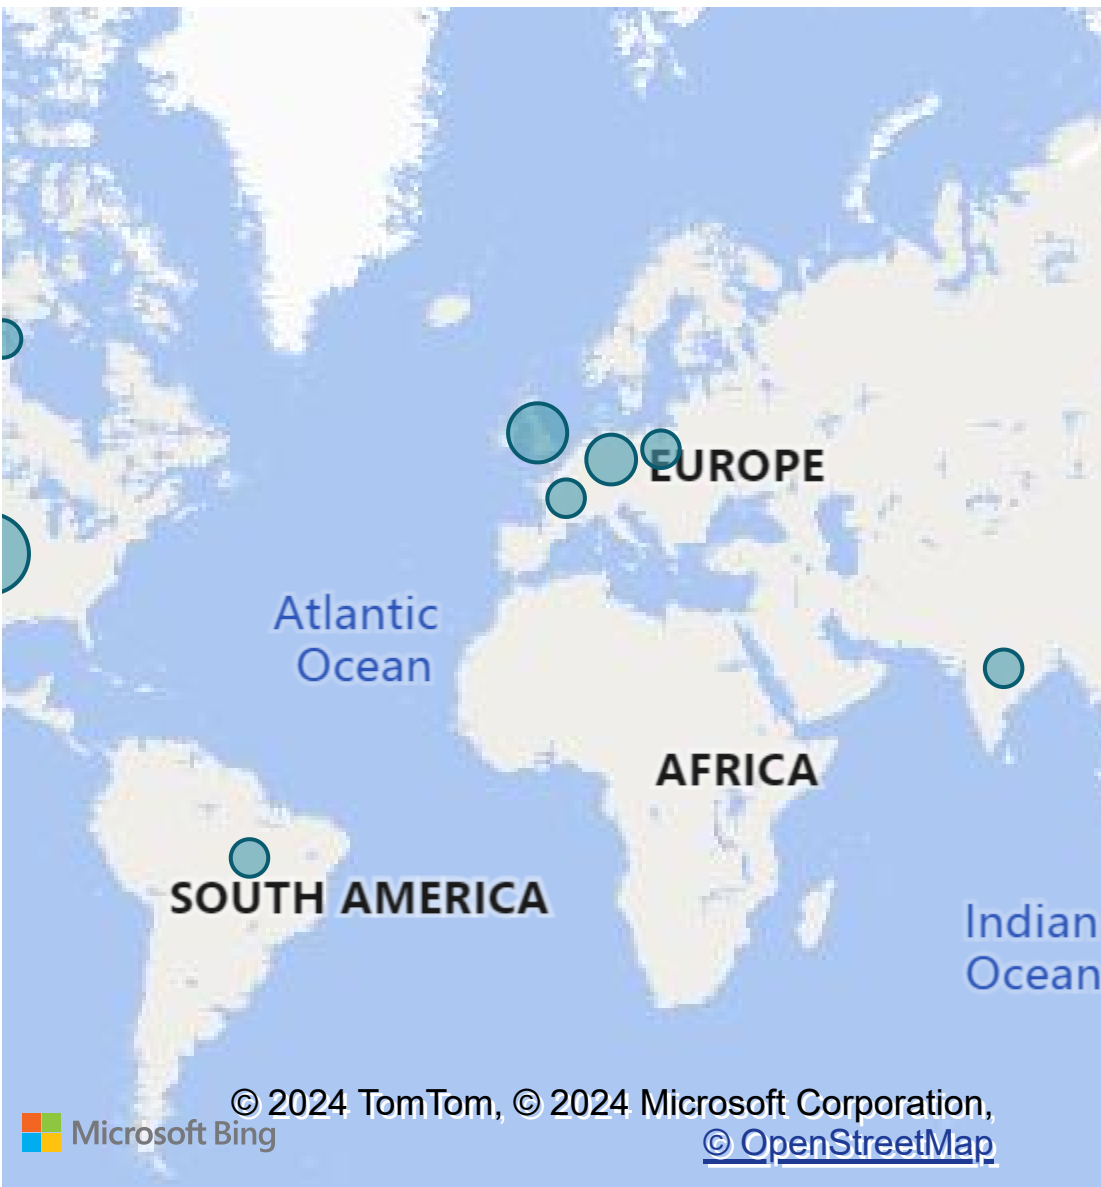 EUROPE
Atlantic
Ocean
AFRICA
SOUTH AMERICA
Indian
Ocean
© 2024 TomTom, © 2024 Microsoft Corporation,
Microsoft Bing
© OpenStreetMap